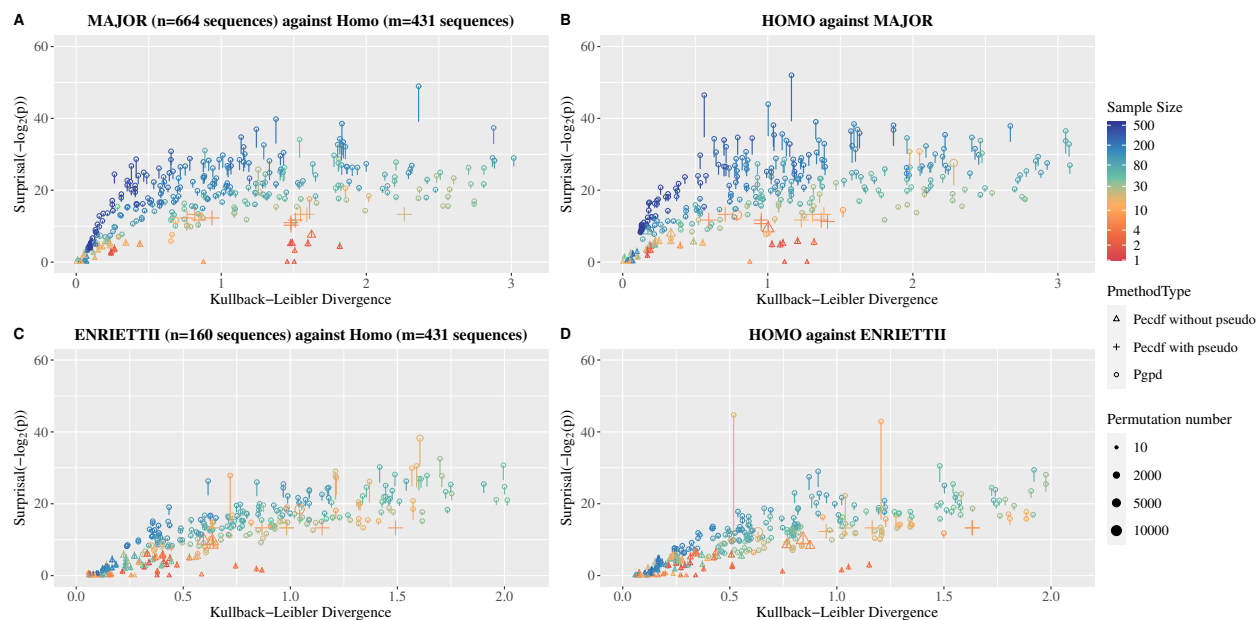 A
MAJOR (n=664 sequences) against Homo (m=431 sequences)
60
40
20
0
Surprisal(−log2(p))
0 1 2 3
Kullback−Leibler Divergence
B
HOMO against MAJOR
60
40
20
0
Surprisal(−log2(p))
0 1 2 3
Kullback−Leibler Divergence
C
ENRIETTII (n=160 sequences) against Homo (m=431 sequences)
60
40
20
0
Surprisal(−log2(p))
0.0 0.5 1.0 1.5 2.0
Kullback−Leibler Divergence
D
HOMO against ENRIETTII
60
40
20
0
Surprisal(−log2(p))
0.0 0.5 1.0 1.5 2.0
Kullback−Leibler Divergence
Sample Size
500
200
80
30
10
4
2
1
PmethodType
Pecdf without pseudo
Pecdf with pseudo
Pgpd
Permutation number
10
2000
5000
10000